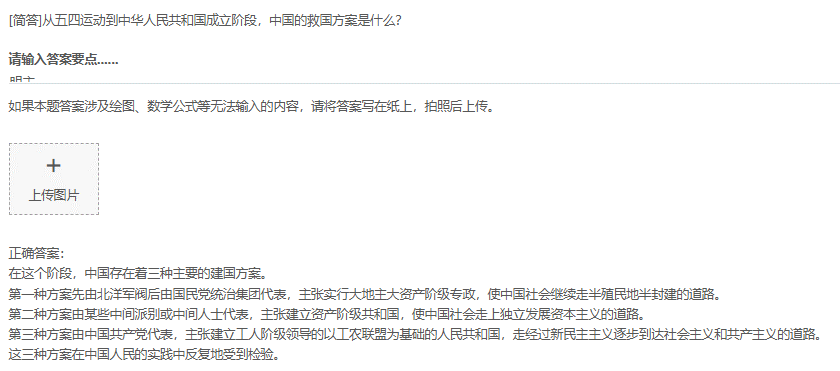 [简答]从五四运动到中华人民共和国成立阶段，中国的救国方案是什么？
请输入答案要点......
如果本题答案涉及绘图、数学公式等无法输入的内容，请将答案写在纸上，拍照后上传。
+
上传图片
正确答案：
在这个阶段，中国存在着三种主要的建国方案。
第一种方案先由北洋军阀后由国民党统治集团代表，主张实行大地主大资产阶级专政，使中国社会继续走半殖民地半封建的道路。
第二种方案由某些中间派别或中间人士代表，主张建立资产阶级共和国，使中国社会走上独立发展资本主义的道路。
第三种方案由中国共产党代表，主张建立工人阶级领导的以工农联盟为基础的人民共和国，走经过新民主主义逐步到达社会主义和共产主义的道路。
这三种方案在中国人民的实践中反复地受到检验。